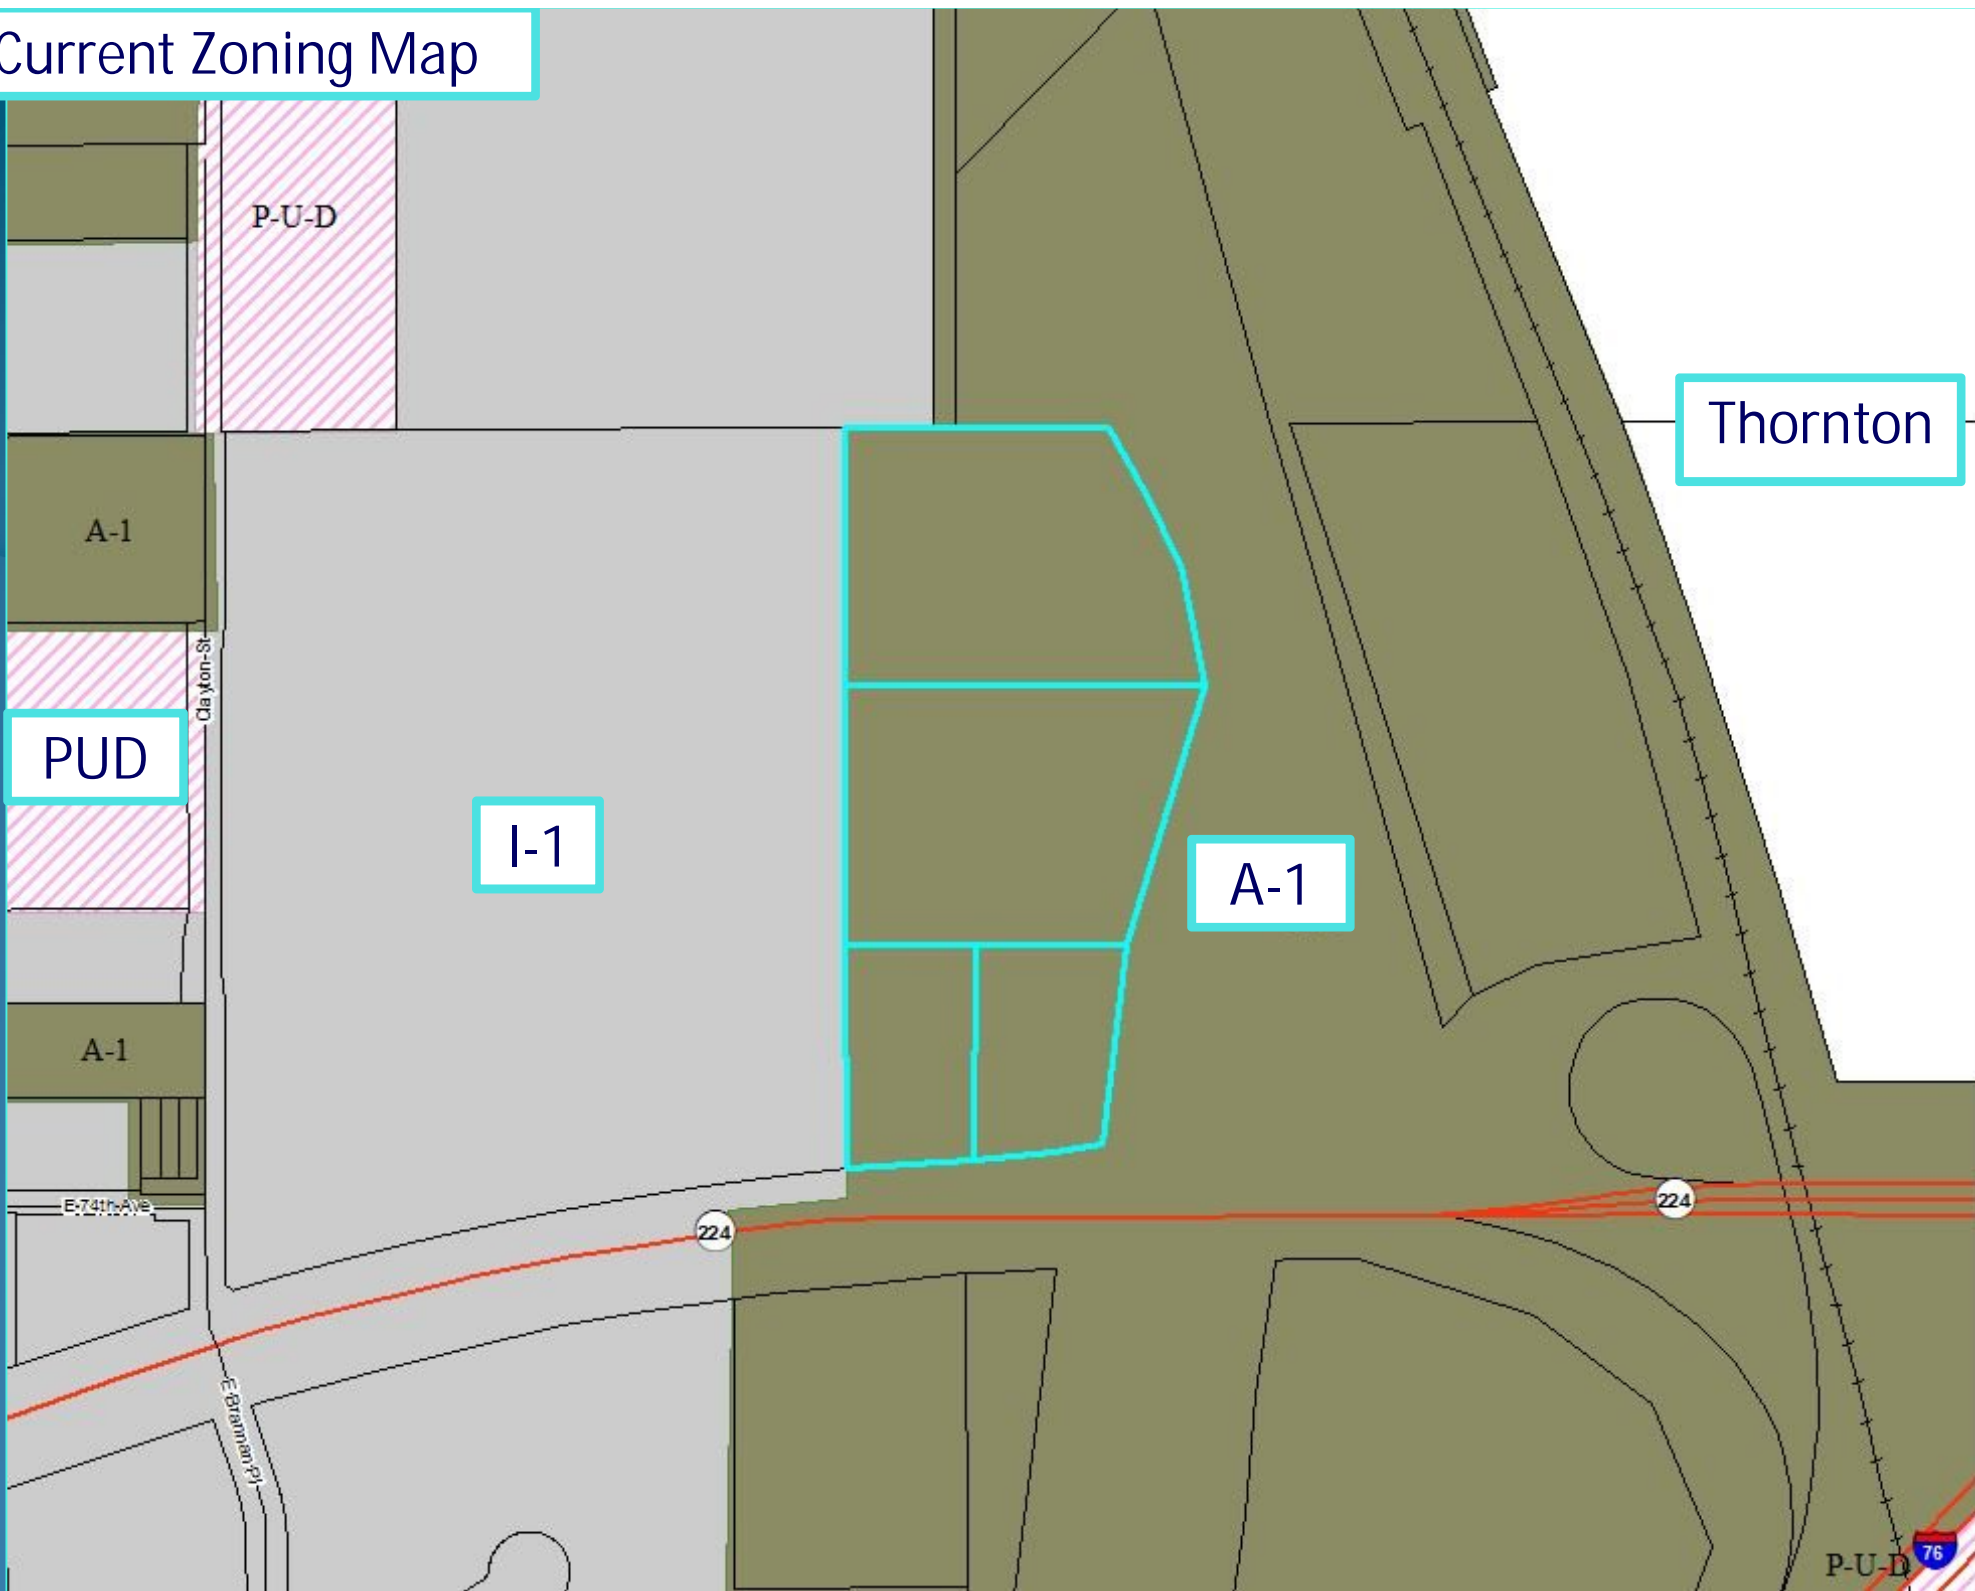 Current Zoning Map
P-U-D
Thornton
A-1
Clayton-St
PUD
I-1
A-1
A-1
E-74th-Ave
224
224
E-Brannan-Pl
P-U-D
76